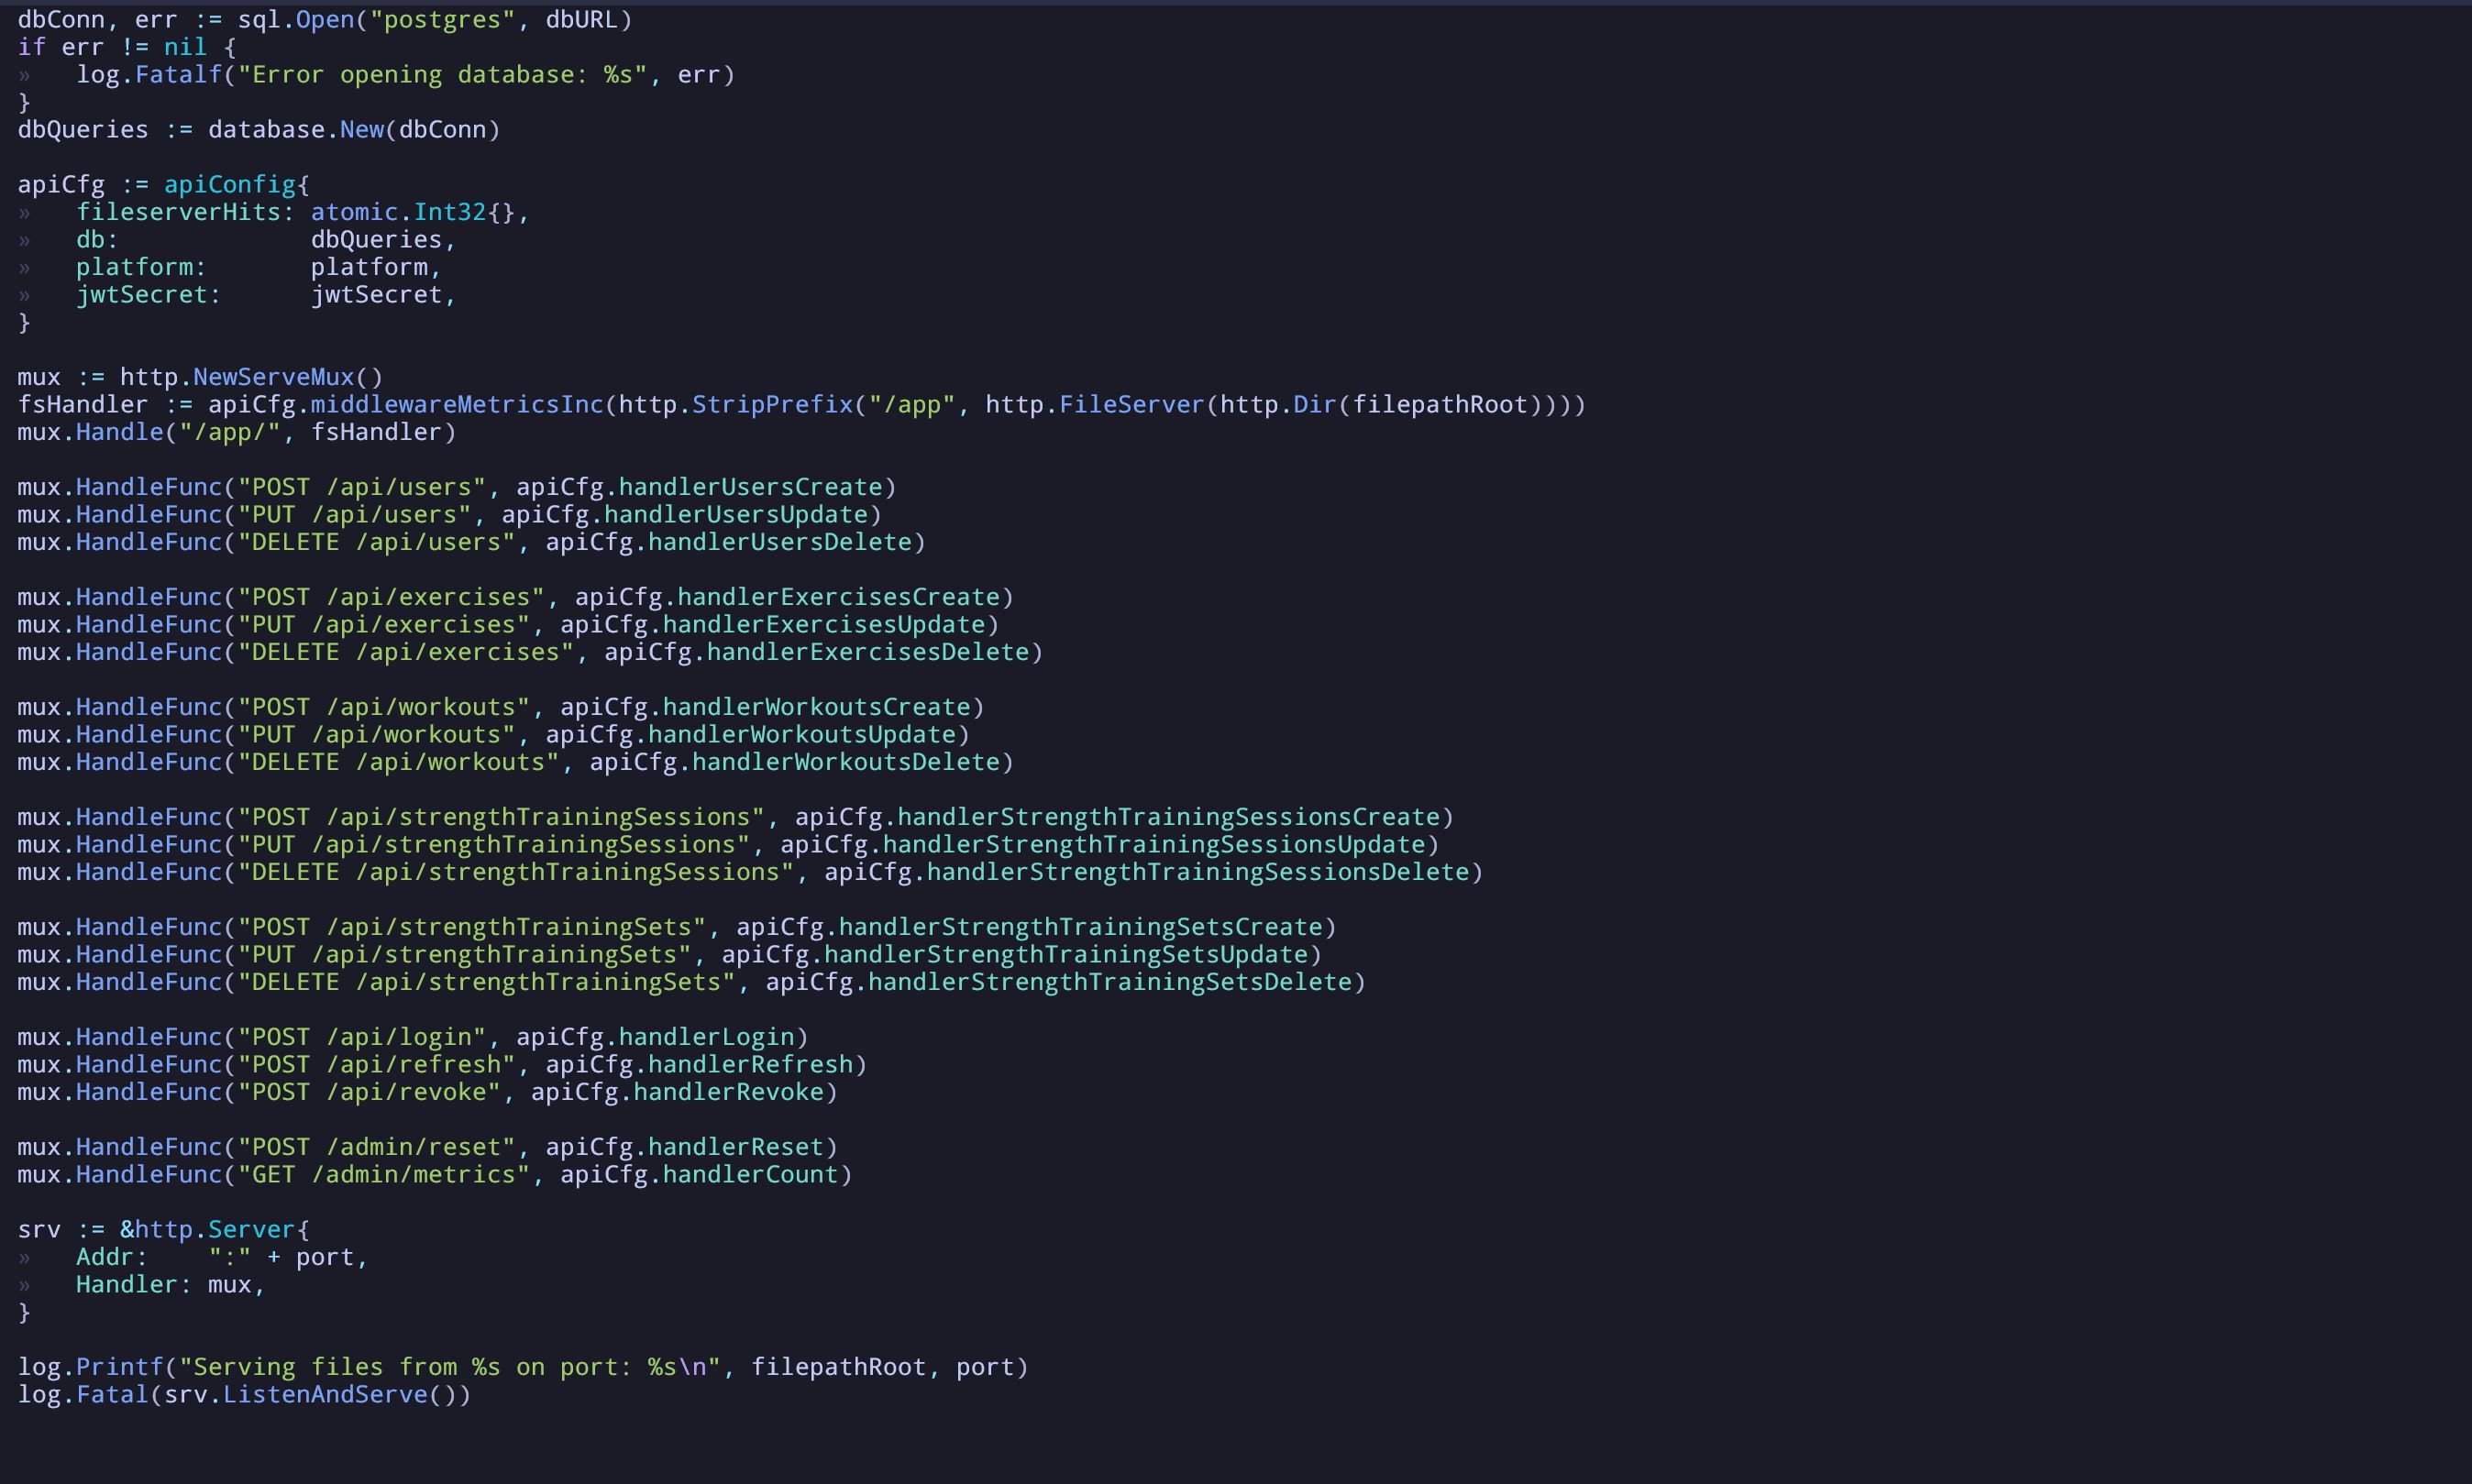 dbConn, err := sql.Open("postgres", dbURL)
if err != nil {
»   log.Fatalf("Error opening database: %s", err)
}
dbQueries := database.New(dbConn)

apiCfg := apiConfig{
»   fileserverHits: atomic.Int32{},
»   db:             dbQueries,
»   platform:       platform,
»   jwtSecret:      jwtSecret,
}

mux := http.NewServeMux()
fsHandler := apiCfg.middlewareMetricsInc(http.StripPrefix("/app", http.FileServer(http.Dir(filepathRoot))))
mux.Handle("/app/", fsHandler)

mux.HandleFunc("POST /api/users", apiCfg.handlerUsersCreate)
mux.HandleFunc("PUT /api/users", apiCfg.handlerUsersUpdate)
mux.HandleFunc("DELETE /api/users", apiCfg.handlerUsersDelete)

mux.HandleFunc("POST /api/exercises", apiCfg.handlerExercisesCreate)
mux.HandleFunc("PUT /api/exercises", apiCfg.handlerExercisesUpdate)
mux.HandleFunc("DELETE /api/exercises", apiCfg.handlerExercisesDelete)

mux.HandleFunc("POST /api/workouts", apiCfg.handlerWorkoutsCreate)
mux.HandleFunc("PUT /api/workouts", apiCfg.handlerWorkoutsUpdate)
mux.HandleFunc("DELETE /api/workouts", apiCfg.handlerWorkoutsDelete)

mux.HandleFunc("POST /api/strengthTrainingSessions", apiCfg.handlerStrengthTrainingSessionsCreate)
mux.HandleFunc("PUT /api/strengthTrainingSessions", apiCfg.handlerStrengthTrainingSessionsUpdate)
mux.HandleFunc("DELETE /api/strengthTrainingSessions", apiCfg.handlerStrengthTrainingSessionsDelete)

mux.HandleFunc("POST /api/strengthTrainingSets", apiCfg.handlerStrengthTrainingSetsCreate)
mux.HandleFunc("PUT /api/strengthTrainingSets", apiCfg.handlerStrengthTrainingSetsUpdate)
mux.HandleFunc("DELETE /api/strengthTrainingSets", apiCfg.handlerStrengthTrainingSetsDelete)

mux.HandleFunc("POST /api/login", apiCfg.handlerLogin)
mux.HandleFunc("POST /api/refresh", apiCfg.handlerRefresh)
mux.HandleFunc("POST /api/revoke", apiCfg.handlerRevoke)

mux.HandleFunc("POST /admin/reset", apiCfg.handlerReset)
mux.HandleFunc("GET /admin/metrics", apiCfg.handlerCount)

srv := &http.Server{
»   Addr:    ":" + port,
»   Handler: mux,
}

log.Printf("Serving files from %s on port: %s\n", filepathRoot, port)
log.Fatal(srv.ListenAndServe())